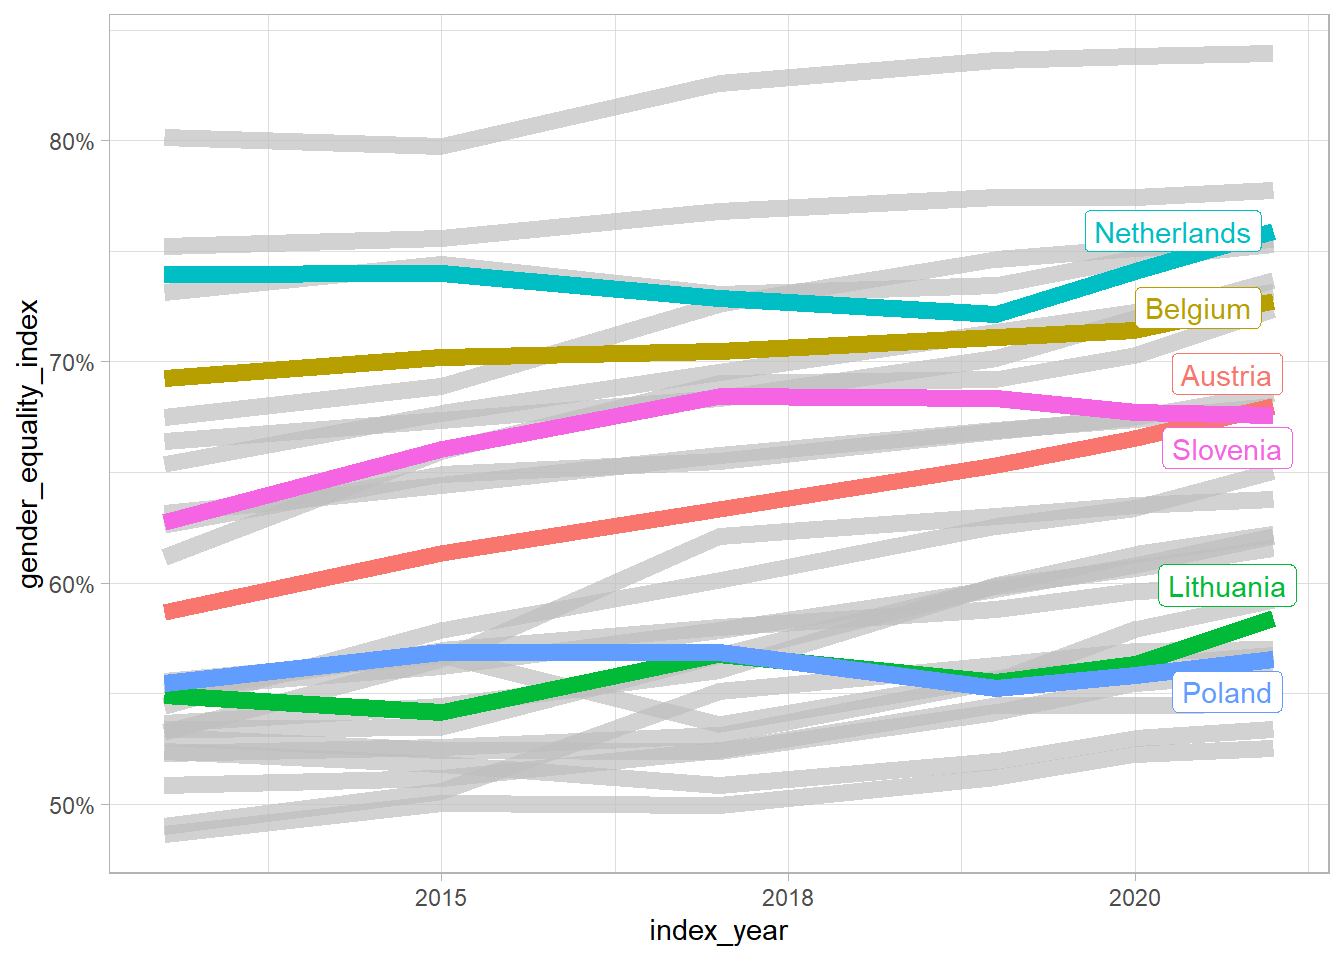 80%
70%
60%
50%
gender_equality_index
Netherlands
Belgium
Austria
Slovenia
Lithuania
Poland
2015 2018 2020
index_year